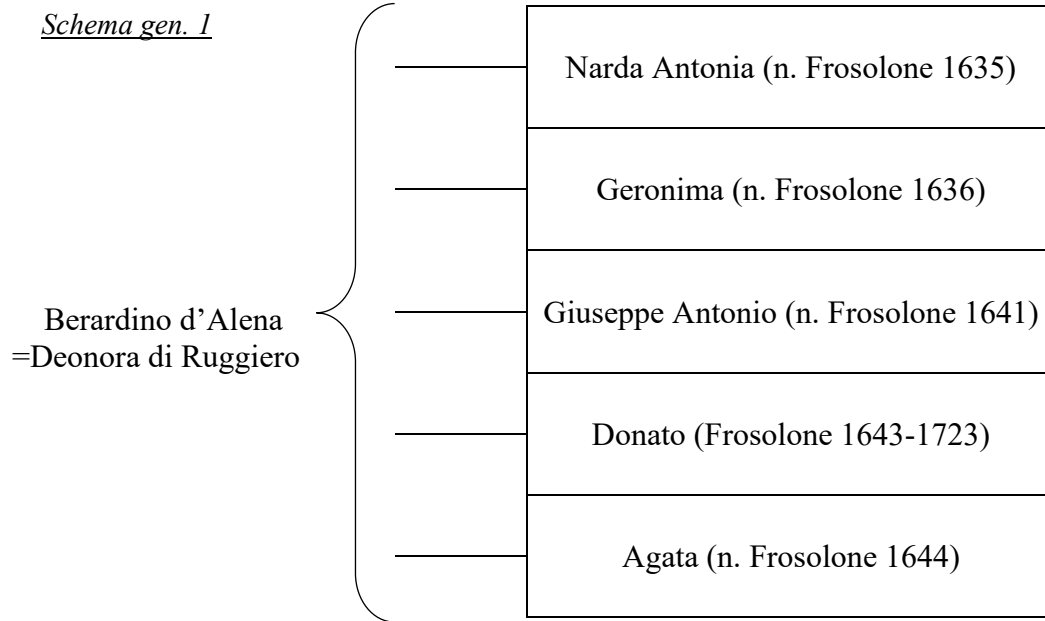 Schema gen. 1
Narda Antonia (n. Frosolone 1635)
Geronima (n. Frosolone 1636)
Giuseppe Antonio (n. Frosolone 1641)
Berardino d’Alena
=Deonora di Ruggiero
Donato (Frosolone 1643-1723)
Agata (n. Frosolone 1644)